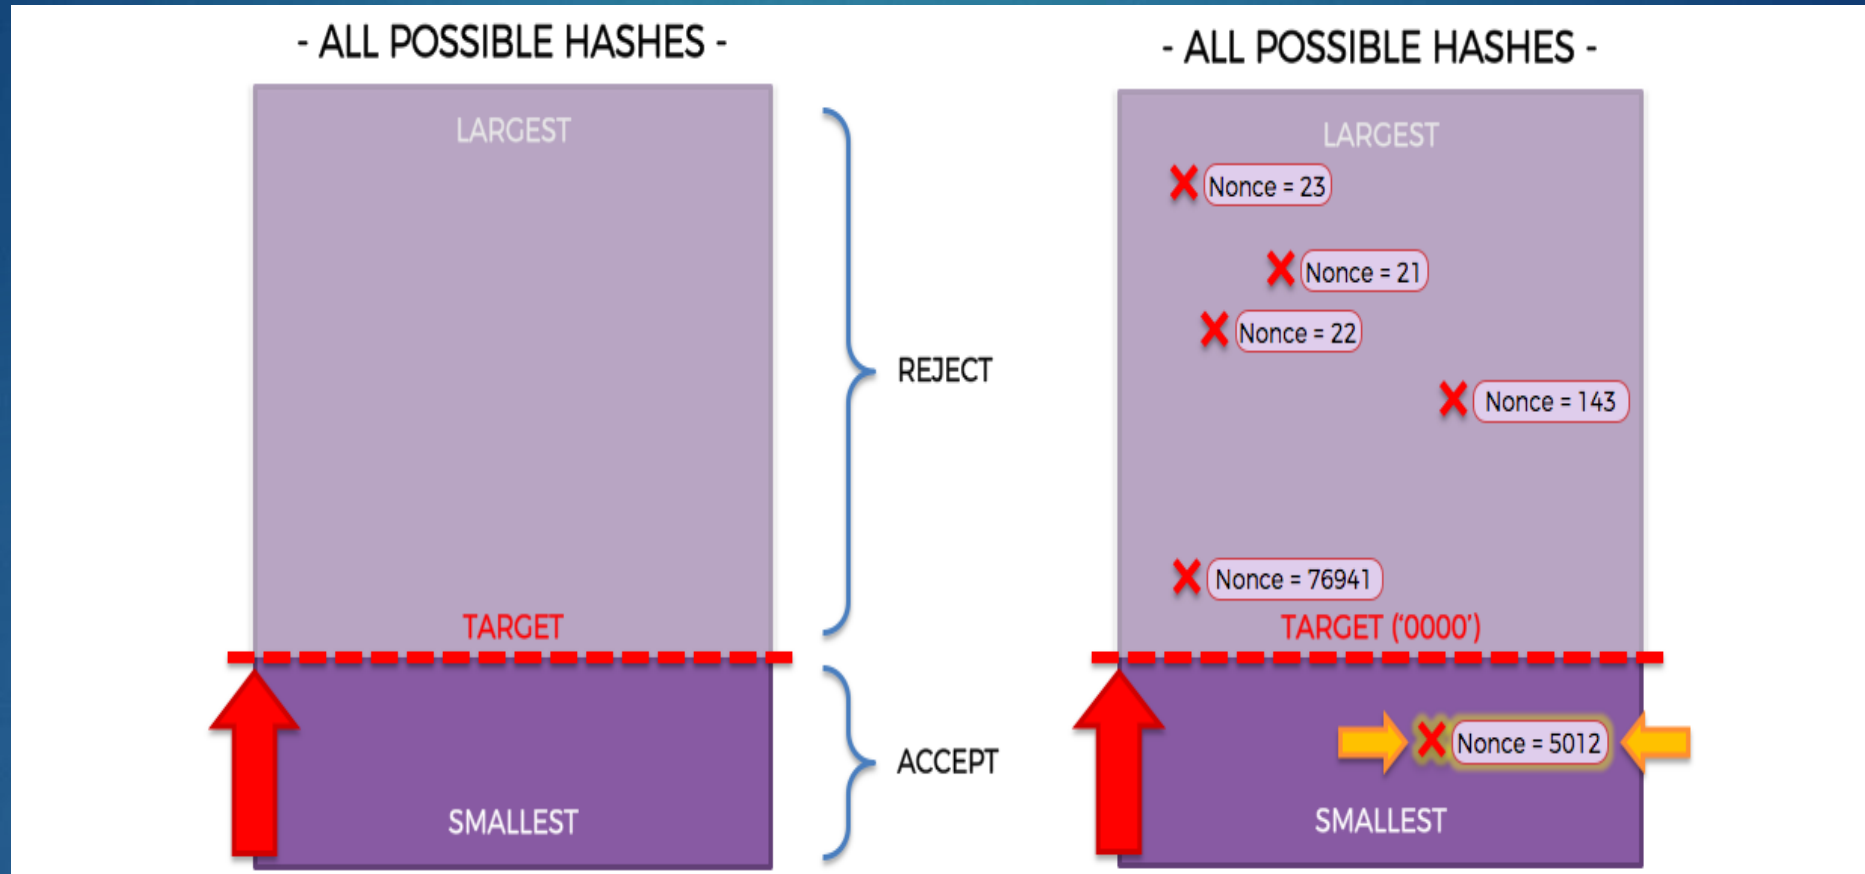 - ALL POSSIBLE HASHES -
LARGEST
TARGET
SMALLEST
REJECT
ACCEPT
- ALL POSSIBLE HASHES -
LARGEST
Nonce = 23
Nonce = 21
Nonce = 22
Nonce = 143
Nonce = 76941
TARGET (‘0000’)
Nonce = 5012
SMALLEST